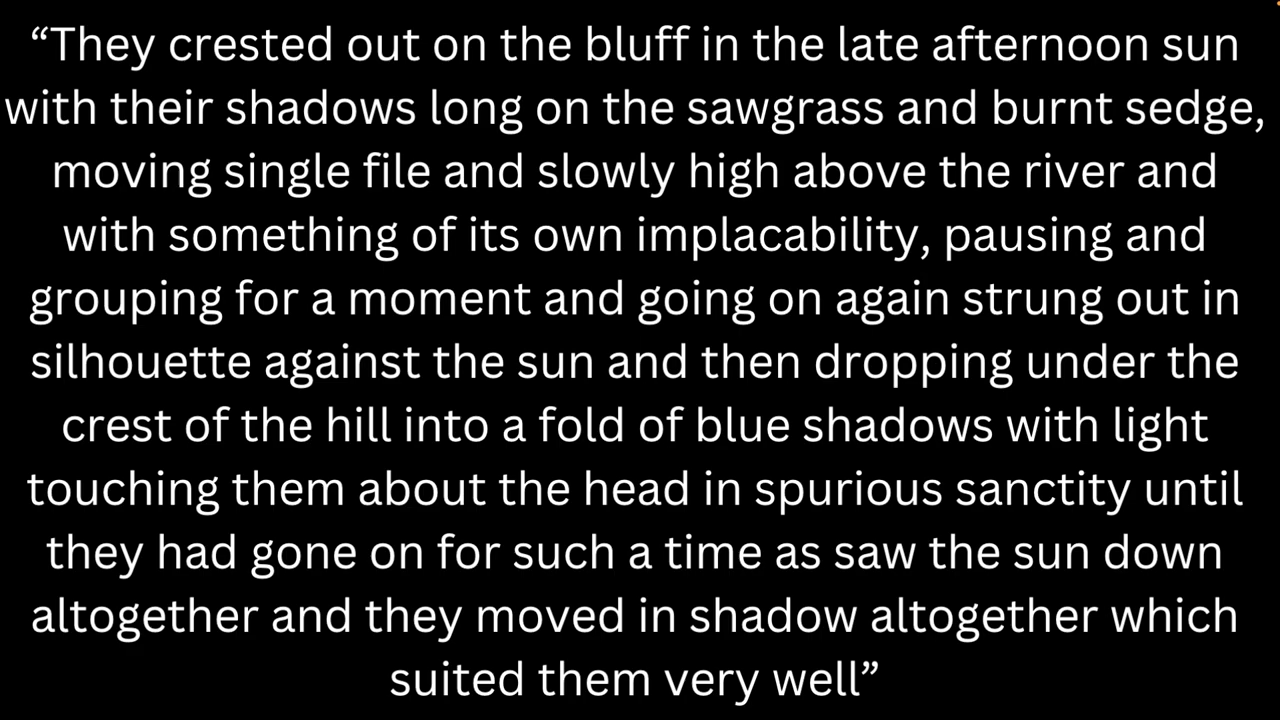 “They crested out on the bluff in the late afternoon sun
with their shadows long on the sawgrass and burnt sedge,
moving single file and slowly high above the river and
with something of its own implacability, pausing and
grouping for a moment and going on again strung out in
silhouette against the sun and then dropping under the
crest of the hill into a fold of blue shadows with light
touching them about the head in spurious sanctity until
they had gone on for such a time as saw the sun down
altogether and they moved in shadow altogether which
suited them very well”